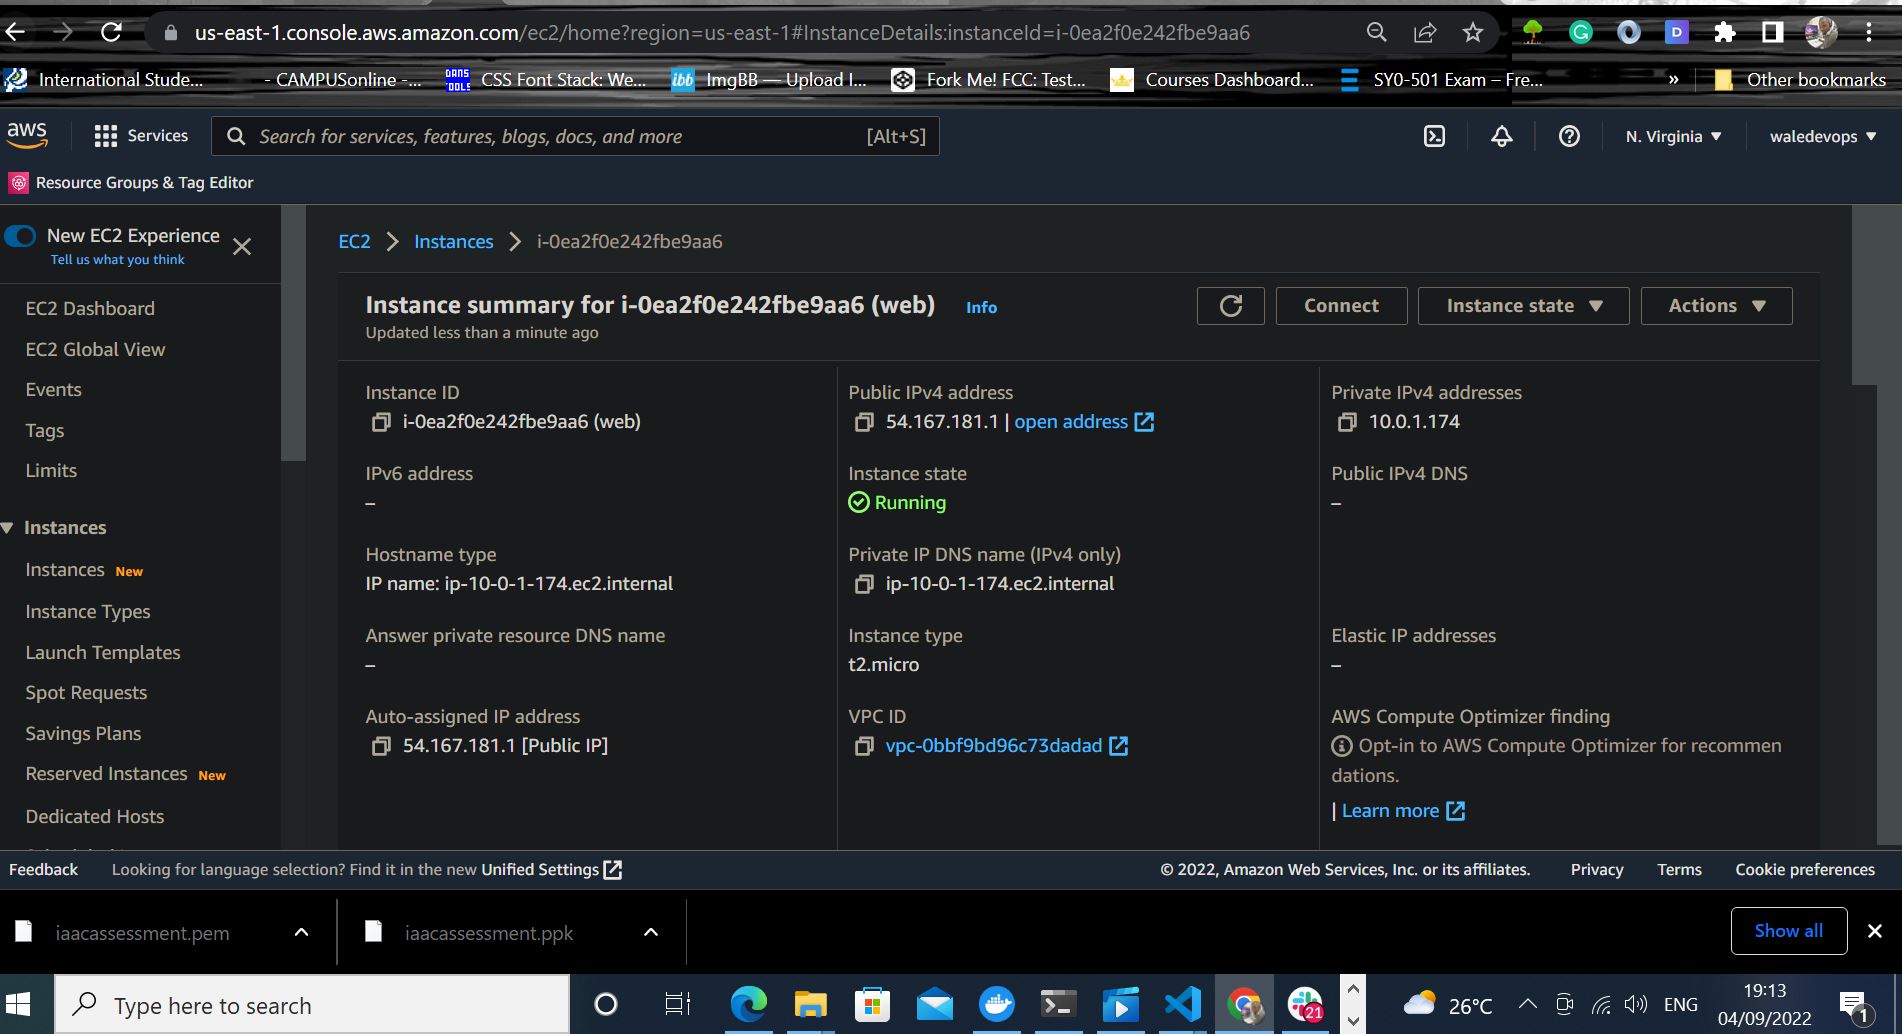 us-east-1.console.aws.amazon.com/ec2/home?region=us-east-1#InstanceDetails:instanceId=i-0ea2f0e242fbe9aa6
D
International Stude...
- CAMPUSonline -...
CSS Font Stack: We...
ibb
ImgBB — Upload I...
Fork Me! FCC: Test...
Courses Dashboard...
SY0-501 Exam – Fre...
»
Other bookmarks
aws
Services
Search for services, features, blogs, docs, and more
[Alt+S]
N. Virginia
waledevops
Resource Groups & Tag Editor
New EC2 Experience
Tell us what you think
EC2 Dashboard
EC2 Global View
Events
Tags
Limits
Instances
Instances New
Instance Types
Launch Templates
Spot Requests
Savings Plans
Reserved Instances New
Dedicated Hosts
EC2
Instances
i-0ea2f0e242fbe9aa6
Instance summary for i-0ea2f0e242fbe9aa6 (web)
Info
Updated less than a minute ago
Connect
Instance state
Actions
Instance ID
i-0ea2f0e242fbe9aa6 (web)
Public IPv4 address
54.167.181.1 | open address
Private IPv4 addresses
10.0.1.174
IPv6 address
–
Instance state
Running
Public IPv4 DNS
–
Hostname type
IP name: ip-10-0-1-174.ec2.internal
Private IP DNS name (IPv4 only)
ip-10-0-1-174.ec2.internal
Answer private resource DNS name
–
Instance type
t2.micro
Elastic IP addresses
–
Auto-assigned IP address
54.167.181.1 [Public IP]
VPC ID
vpc-0bbf9bd96c73dadad
AWS Compute Optimizer finding
Opt-in to AWS Compute Optimizer for recommen
dations.
| Learn more
Feedback
Looking for language selection? Find it in the new Unified Settings
© 2022, Amazon Web Services, Inc. or its affiliates.
Privacy
Terms
Cookie preferences
iaacassessment.pem
iaacassessment.ppk
Show all
Type here to search
21
26°C
ENG
19:13
04/09/2022
1